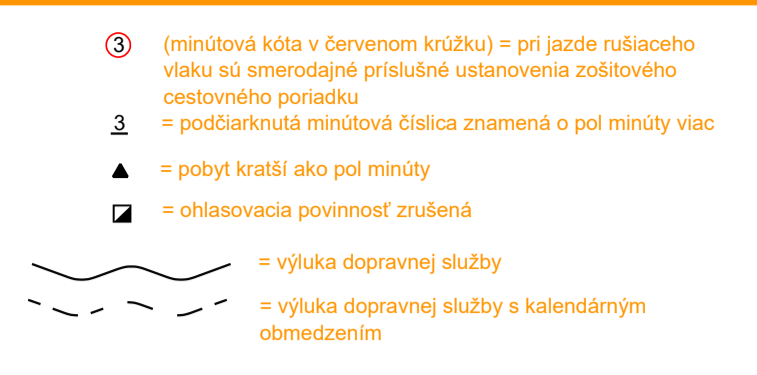 3 (minútová kóta v červenom krúžku) = pri jazde rušiaceho
vlaku sú smerodajné príslušné ustanovenia zošitového
cestovného poriadku
3 = podčiarknutá minútová číslica znamená o pol minúty viac
= pobyt kratší ako pol minúty
= ohlasovacia povinnosť zrušená
= výluka dopravnej služby
= výluka dopravnej služby s kalendárným
obmedzením